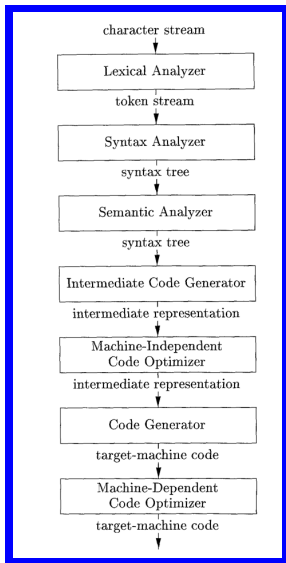 character stream
Lexical Analyzer
token stream
Syntax Analyzer
syntax tree
Semantic Analyzer
syntax tree
Intermediate Code Generator
intermediate representation
Machine-Independent
Code Optimizer
intermediate representation
Code Generator
target-machine code
Machine-Dependent
Code Optimizer
target-machine code